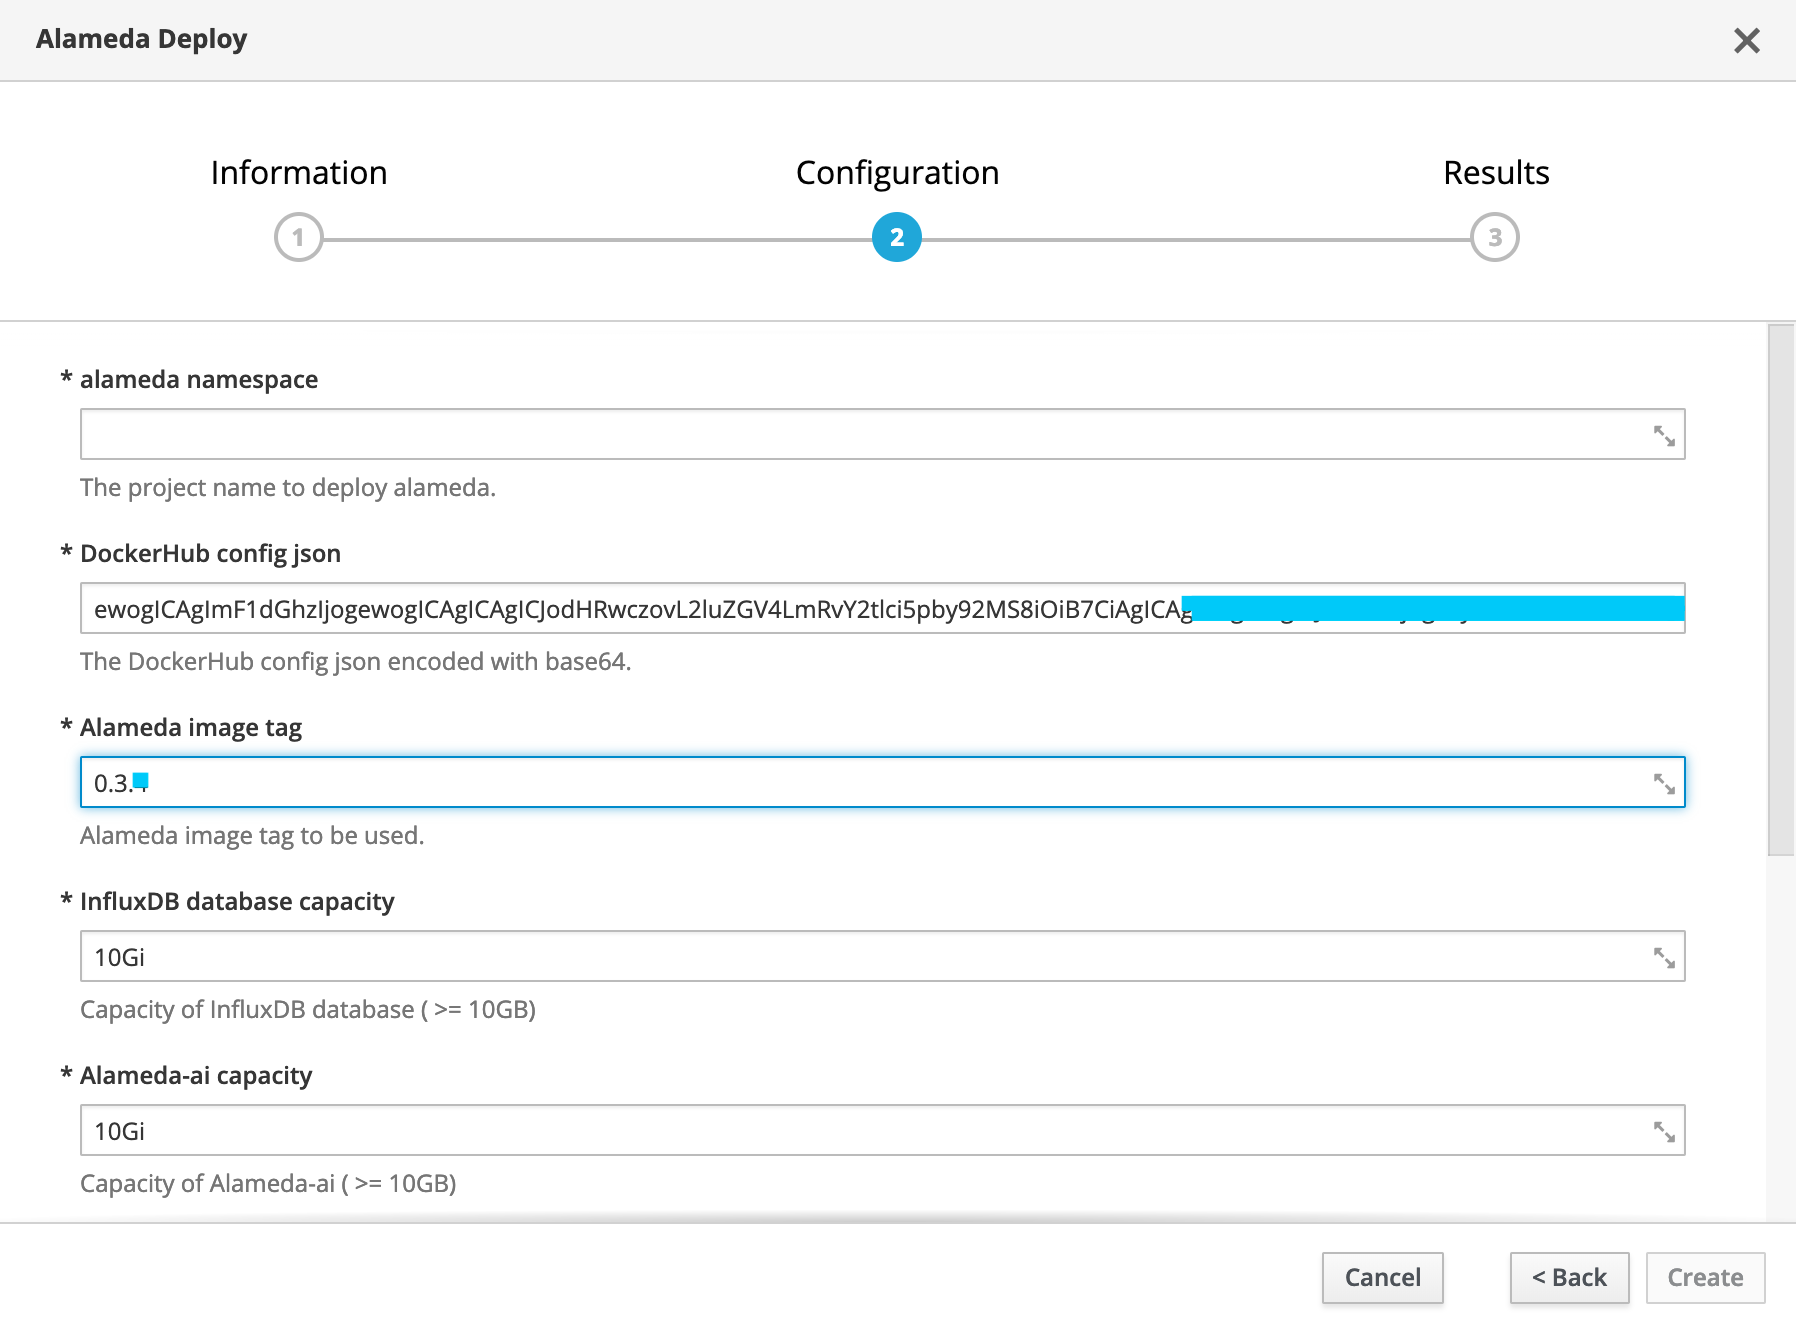 Alameda Deploy
Information
Configuration
Results
1
2
3
* alameda namespace
The project name to deploy alameda.
* DockerHub config json
ewogICAgImF1dGhzIjogewogICAgICAgICJodHRwczovL2luZGV4LmRvY2tlci5pby92MS8iOiB7CiAgICAg
The DockerHub config json encoded with base64.
* Alameda image tag
0.3.
Alameda image tag to be used.
* InfluxDB database capacity
10Gi
Capacity of InfluxDB database ( >= 10GB)
* Alameda-ai capacity
10Gi
Capacity of Alameda-ai ( >= 10GB)
Cancel
< Back
Create